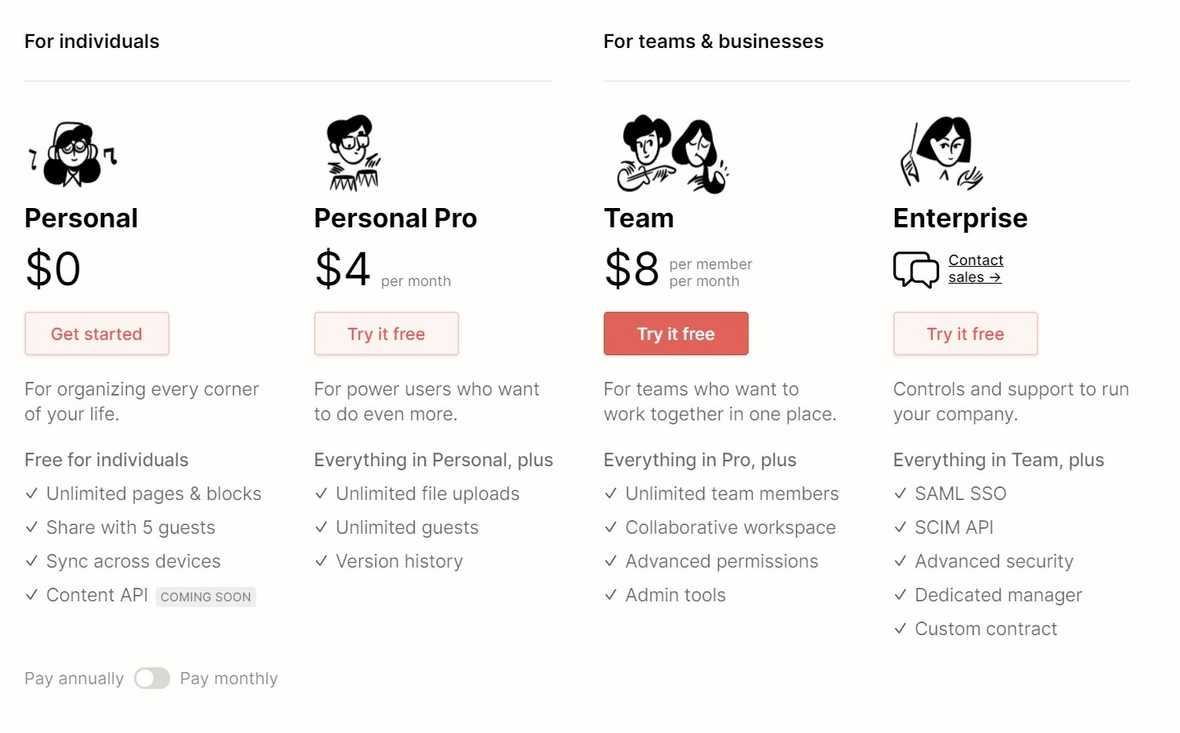 For individuals
For teams & businesses
Personal
$0
Get started
For organizing every corner
of your life.
Free for individuals
✓ Unlimited pages & blocks
✓ Share with 5 guests
✓ Sync across devices
✓ Content API COMING SOON
Personal Pro
$4 per month
Try it free
For power users who want
to do even more.
Everything in Personal, plus
✓ Unlimited file uploads
✓ Unlimited guests
✓ Version history
Team
$8 per member
per month
Try it free
For teams who want to
work together in one place.
Everything in Pro, plus
✓ Unlimited team members
✓ Collaborative workspace
✓ Advanced permissions
✓ Admin tools
Enterprise
Contact
sales →
Try it free
Controls and support to run
your company.
Everything in Team, plus
✓ SAML SSO
✓ SCIM API
✓ Advanced security
✓ Dedicated manager
✓ Custom contract
Pay annually Pay monthly